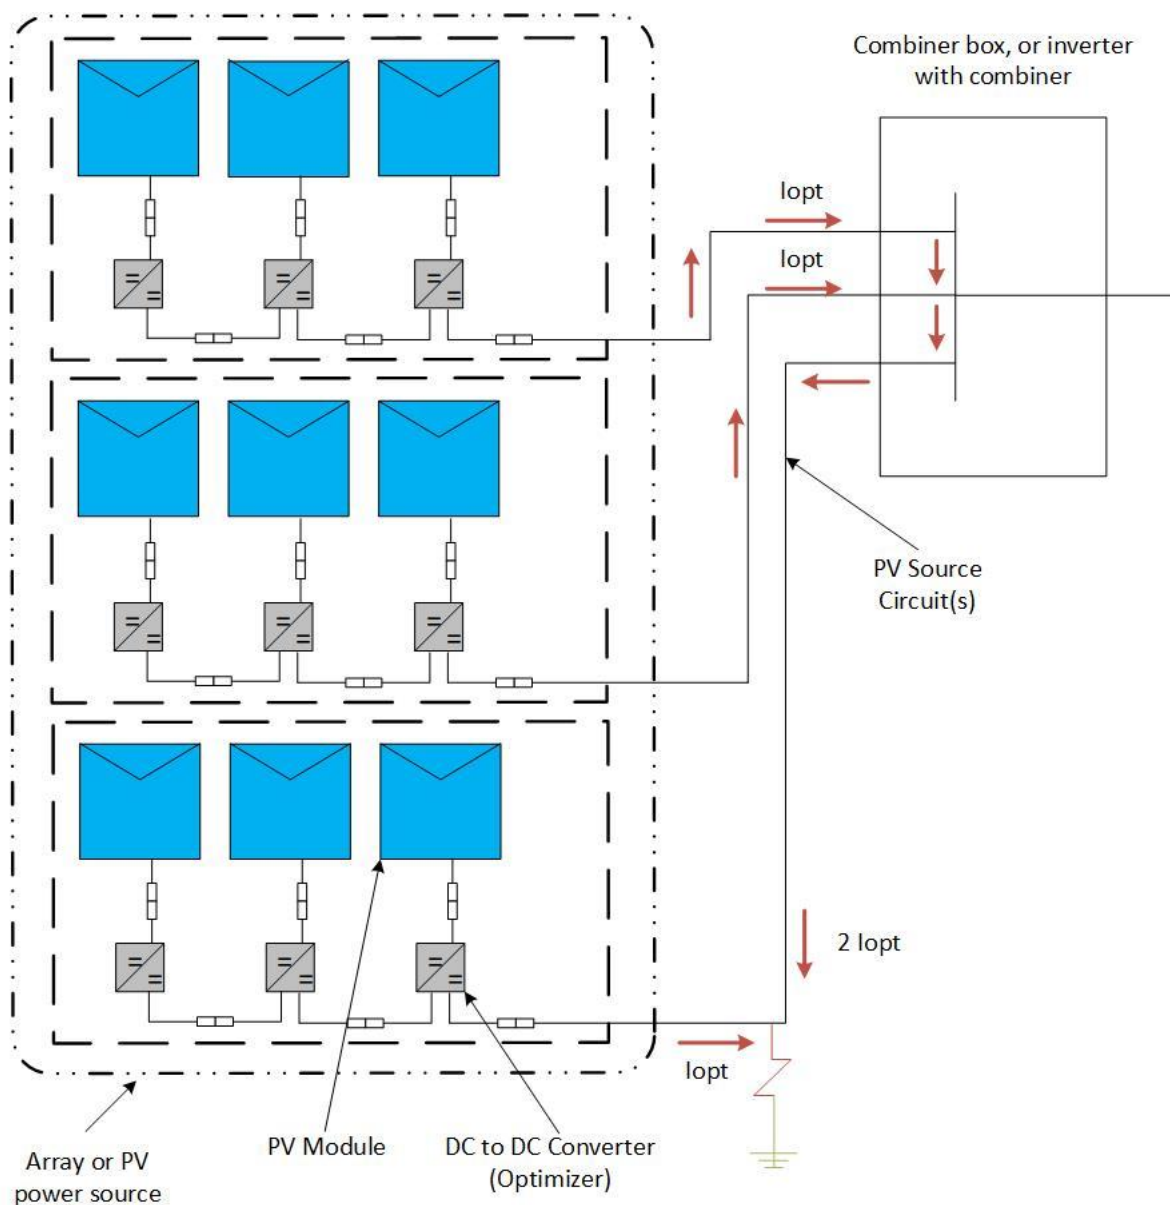 Combiner box, or inverter
with combiner
Iopt
Iopt
PV Source
Circuit(s)
2 Iopt
Iopt
Array or PV
power source
PV Module
DC to DC Converter
(Optimizer)